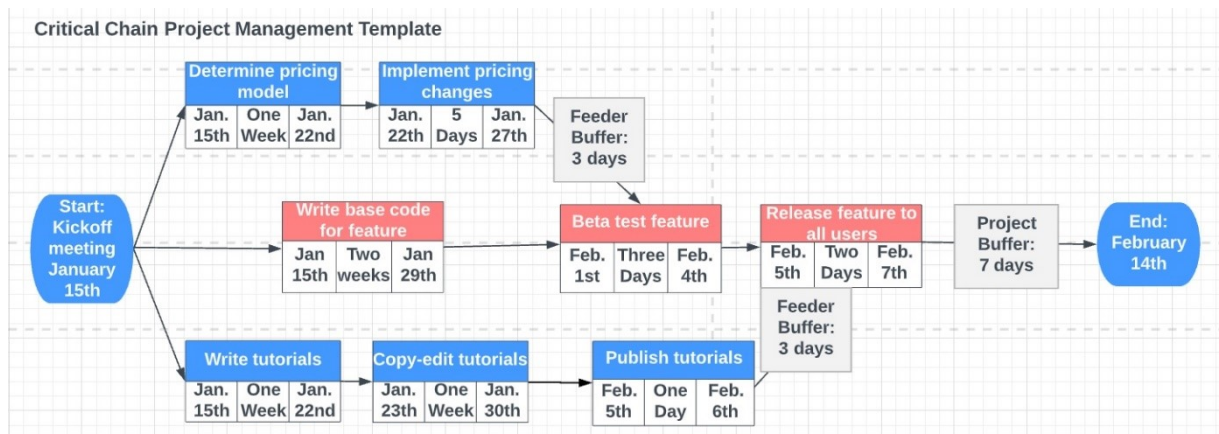 Critical Chain Project Management Template
Determine pricing
model
Jan.
15th
One
Week
Jan.
22nd
Implement pricing
changes
Jan.
22th
5
Days
Jan.
27th
Feeder
Buffer:
3 days
Start:
Kickoff
meeting
January
15th
Write base code
for feature
Jan
15th
Two
weeks
Jan
29th
Beta test feature
Feb.
1st
Three
Days
Feb.
4th
Release feature to
all users
Feb.
5th
Two
Days
Feb.
7th
Project
Buffer:
7 days
End:
February
14th
Feeder
Buffer:
3 days
Write tutorials
Jan.
15th
One
Week
Jan.
22nd
Copy-edit tutorials
Jan.
23th
One
Week
Jan.
30th
Publish tutorials
Feb.
5th
One
Day
Feb.
6th